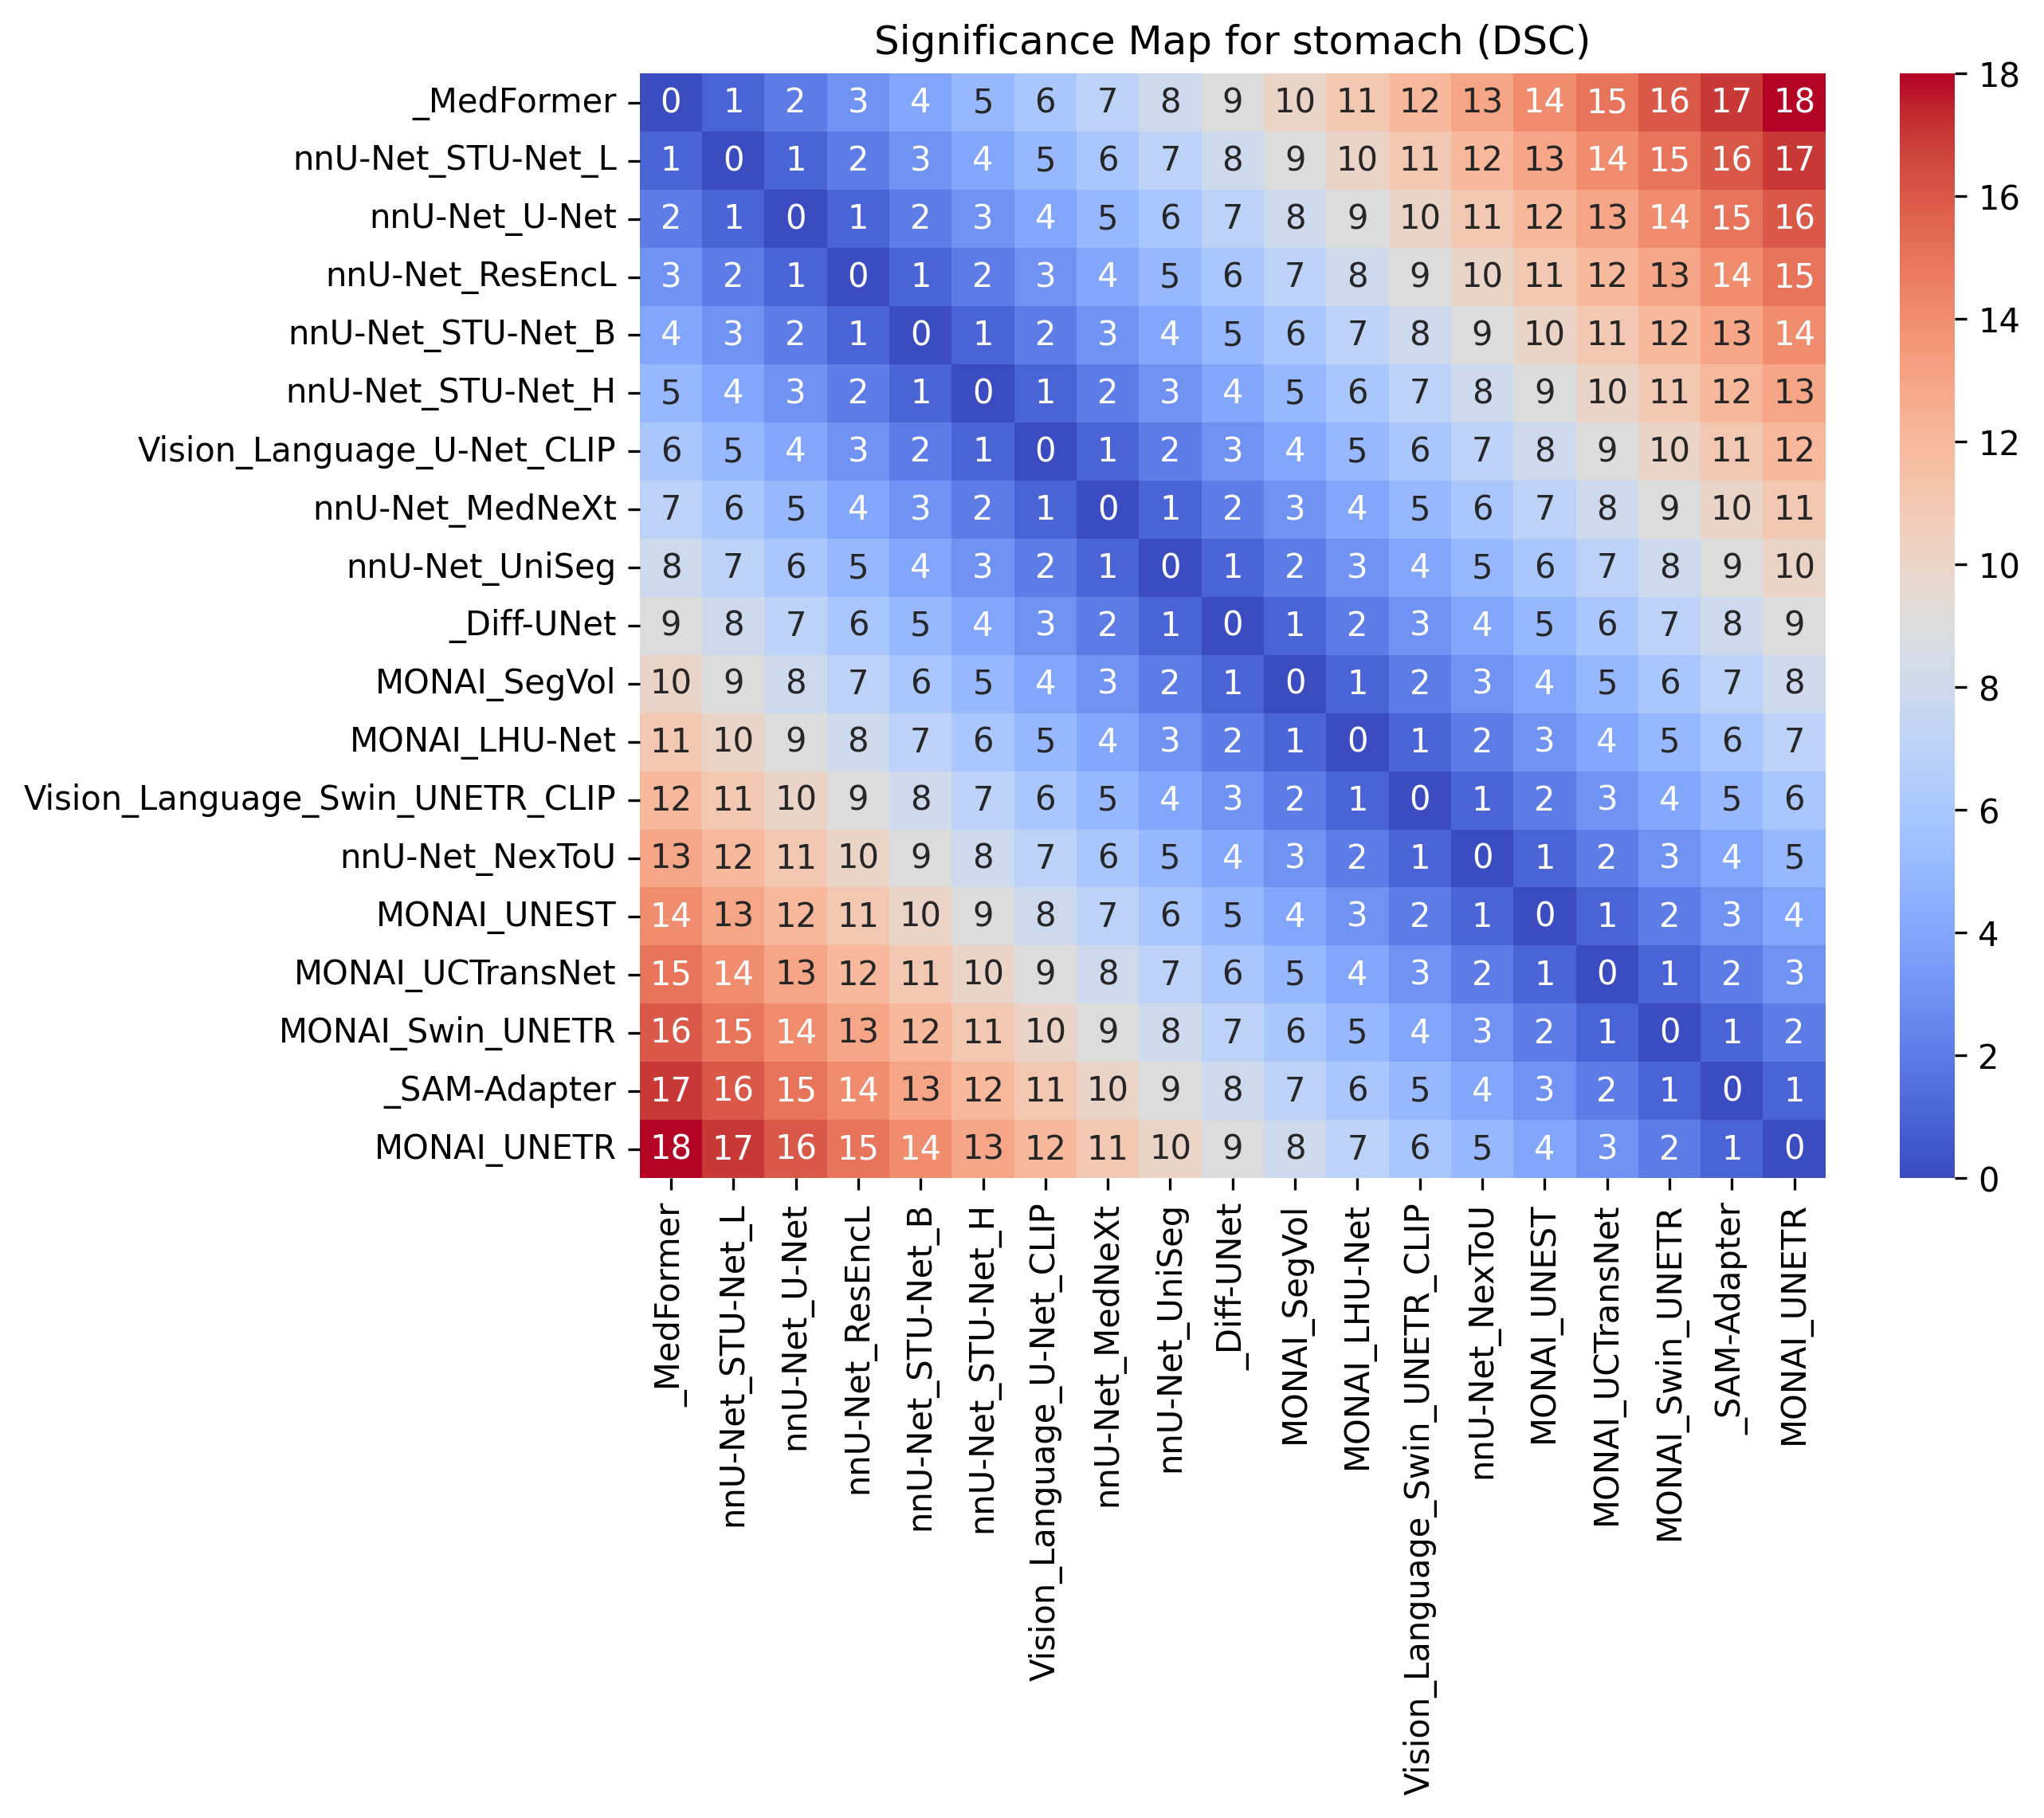 Significance Map for stomach (DSC)
_MedFormer 0 1 2 3 4 5 6 7 8 9 10 11 12 13 14 15 16 17 18
nnU-Net_STU-Net_L 1 0 1 2 3 4 5 6 7 8 9 10 11 12 13 14 15 16 17
nnU-Net_U-Net 2 1 0 1 2 3 4 5 6 7 8 9 10 11 12 13 14 15 16
nnU-Net_ResEncL 3 2 1 0 1 2 3 4 5 6 7 8 9 10 11 12 13 14 15
nnU-Net_STU-Net_B 4 3 2 1 0 1 2 3 4 5 6 7 8 9 10 11 12 13 14
nnU-Net_STU-Net_H 5 4 3 2 1 0 1 2 3 4 5 6 7 8 9 10 11 12 13
Vision_Language_U-Net_CLIP 6 5 4 3 2 1 0 1 2 3 4 5 6 7 8 9 10 11 12
nnU-Net_MedNeXt 7 6 5 4 3 2 1 0 1 2 3 4 5 6 7 8 9 10 11
nnU-Net_UniSeg 8 7 6 5 4 3 2 1 0 1 2 3 4 5 6 7 8 9 10
_Diff-UNet 9 8 7 6 5 4 3 2 1 0 1 2 3 4 5 6 7 8 9
MONAI_SegVol 10 9 8 7 6 5 4 3 2 1 0 1 2 3 4 5 6 7 8
MONAI_LHU-Net 11 10 9 8 7 6 5 4 3 2 1 0 1 2 3 4 5 6 7
Vision_Language_Swin_UNETR_CLIP 12 11 10 9 8 7 6 5 4 3 2 1 0 1 2 3 4 5 6
nnU-Net_NexToU 13 12 11 10 9 8 7 6 5 4 3 2 1 0 1 2 3 4 5
MONAI_UNEST 14 13 12 11 10 9 8 7 6 5 4 3 2 1 0 1 2 3 4
MONAI_UCTransNet 15 14 13 12 11 10 9 8 7 6 5 4 3 2 1 0 1 2 3
MONAI_Swin_UNETR 16 15 14 13 12 11 10 9 8 7 6 5 4 3 2 1 0 1 2
_SAM-Adapter 17 16 15 14 13 12 11 10 9 8 7 6 5 4 3 2 1 0 1
MONAI_UNETR 18 17 16 15 14 13 12 11 10 9 8 7 6 5 4 3 2 1 0
_MedFormer
nnU-Net_STU-Net_L
nnU-Net_U-Net
nnU-Net_ResEncL
nnU-Net_STU-Net_B
nnU-Net_STU-Net_H
Vision_Language_U-Net_CLIP
nnU-Net_MedNeXt
nnU-Net_UniSeg
_Diff-UNet
MONAI_SegVol
MONAI_LHU-Net
Vision_Language_Swin_UNETR_CLIP
nnU-Net_NexToU
MONAI_UNEST
MONAI_UCTransNet
MONAI_Swin_UNETR
_SAM-Adapter
MONAI_UNETR
18
16
14
12
10
8
6
4
2
0